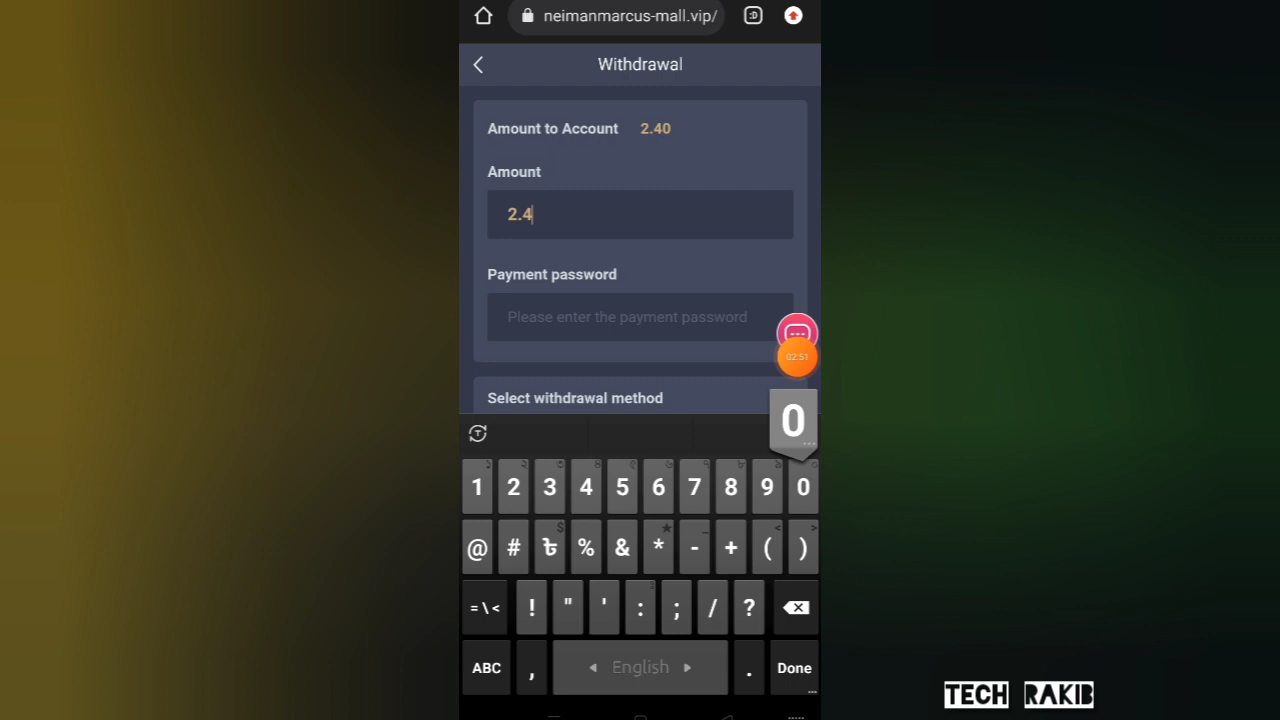 :D
neimanmarcus-mall.vip/
Withdrawal
Amount to Account 2.40
Amount
2.4
Payment password
Please enter the payment password
02:51
Select withdrawal method
0
T
1 2 3 4 5 6 7 8 9 0
@ # ৳ % & * - + ( )
= \ < ! " ' : ; / ?
ABC , English . Done
TECH RAKIB